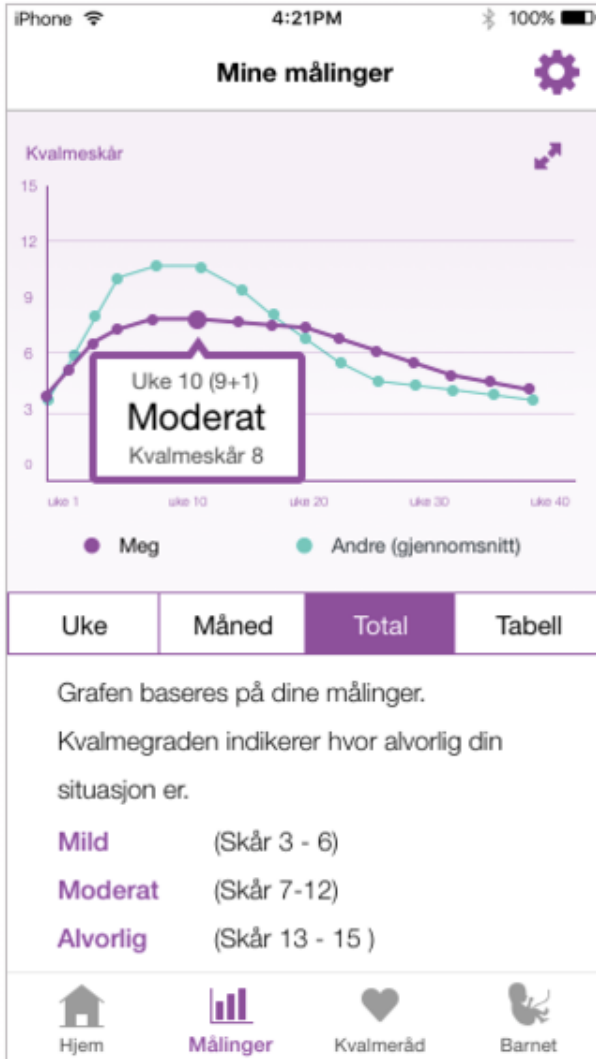 iPhone 4:21PM 100%
Mine målinger
Kvalmeskår
15
12
9
6
3
0
Uke 10 (9+1)
Moderat
Kvalmeskår 8
uke 1 uke 10 uke 20 uke 30 uke 40
Meg Andre (gjennomsnitt)
Uke Måned Total Tabell
Grafen baseres på dine målinger.
Kvalmegraden indikerer hvor alvorlig din
situasjon er.
Mild (Skår 3 - 6)
Moderat (Skår 7-12)
Alvorlig (Skår 13 - 15 )
Hjem Målinger Kvalmeråd Barnet